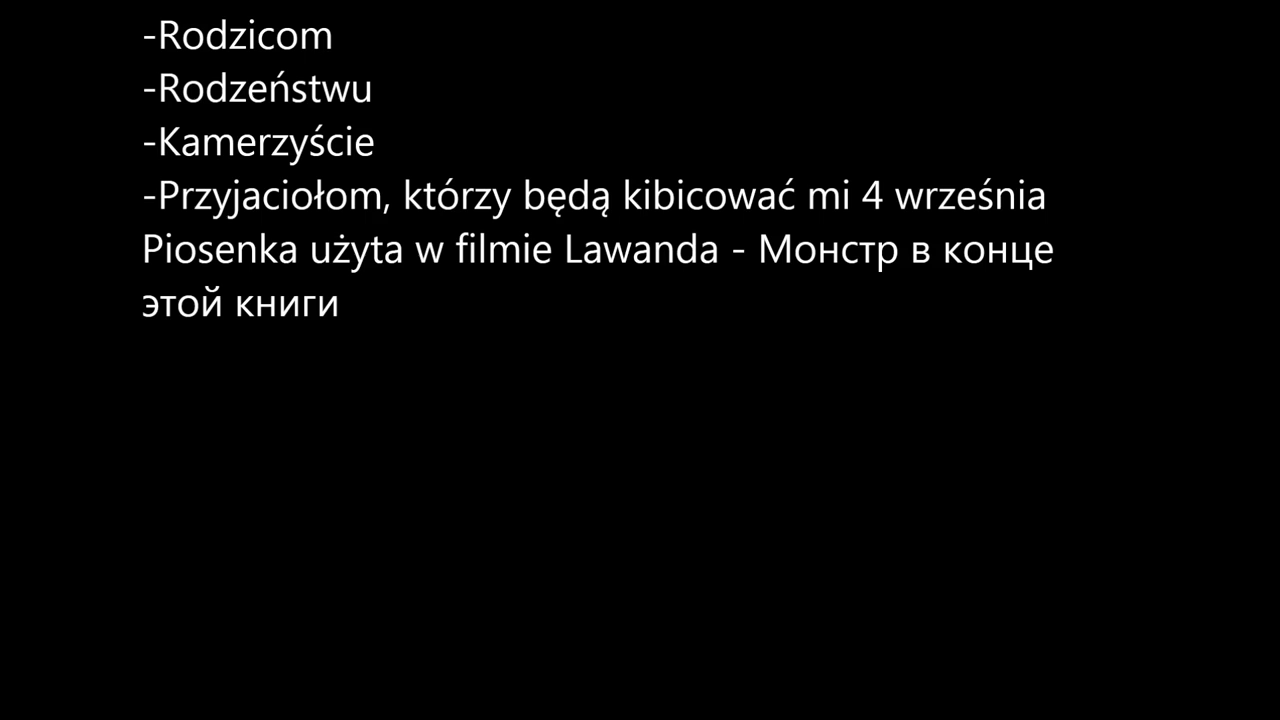 -Rodzicom
-Rodzeństwu
-Kamerzyście
-Przyjaciołom, którzy będą kibicować mi 4 września
Piosenka użyta w filmie Lawanda - Монстр в конце
этой книги